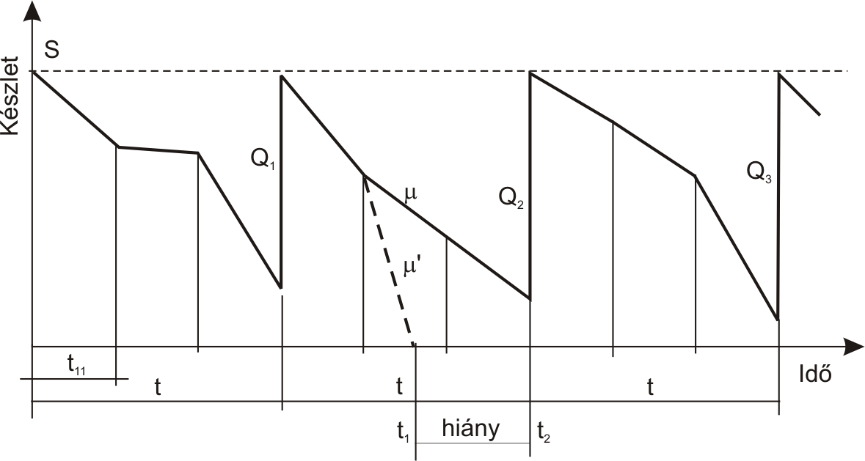 S
Készlet
Q1
μ
μ'
Q2
Q3
t11
t
t
t
Idő
t1
hiány
t2